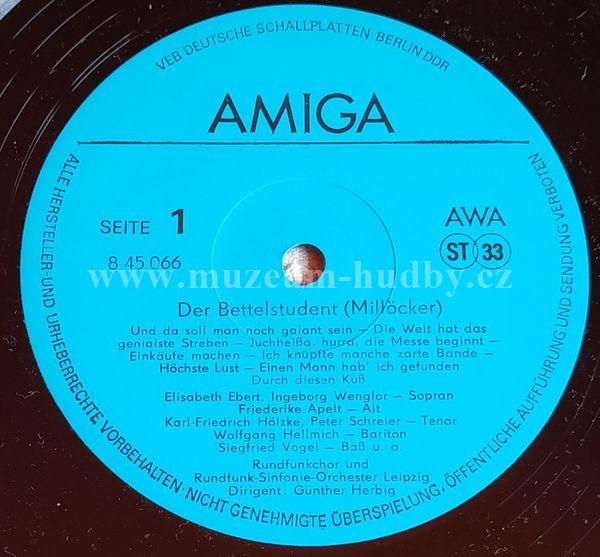 VEB DEUTSCHE SCHALLPLATTEN BERLIN DDR
AMIGA
SEITE 1
8 45 066
AWA
ST 33
www.muzeum-hudby.cz
Der Bettelstudent (Millöcker)
Und da soll man noch galant sein – Die Welt hat das
genialste Streben – Juchheißa, hurra, die Messe beginnt –
Einkäufe machen – Ich knüpfte manche zarte Bande –
Höchste Lust – Einen Mann hab' ich gefunden
Durch diesen Kuß
Elisabeth Ebert, Ingeborg Wenglor – Sopran
Friederike Apelt – Alt
Karl-Friedrich Hölzke, Peter Schreier – Tenor
Wolfgang Hellmich – Bariton
Siegfried Vogel – Baß u. a.
Rundfunkchor und
Rundfunk-Sinfonie-Orchester Leipzig
Dirigent: Günther Herbig
ALLE HERSTELLER- UND URHEBERRECHTE VORBEHALTEN · NICHT GENEHMIGTE ÜBERSPIELUNG, ÖFFENTLICHE AUFFÜHRUNG UND SENDUNG VERBOTEN